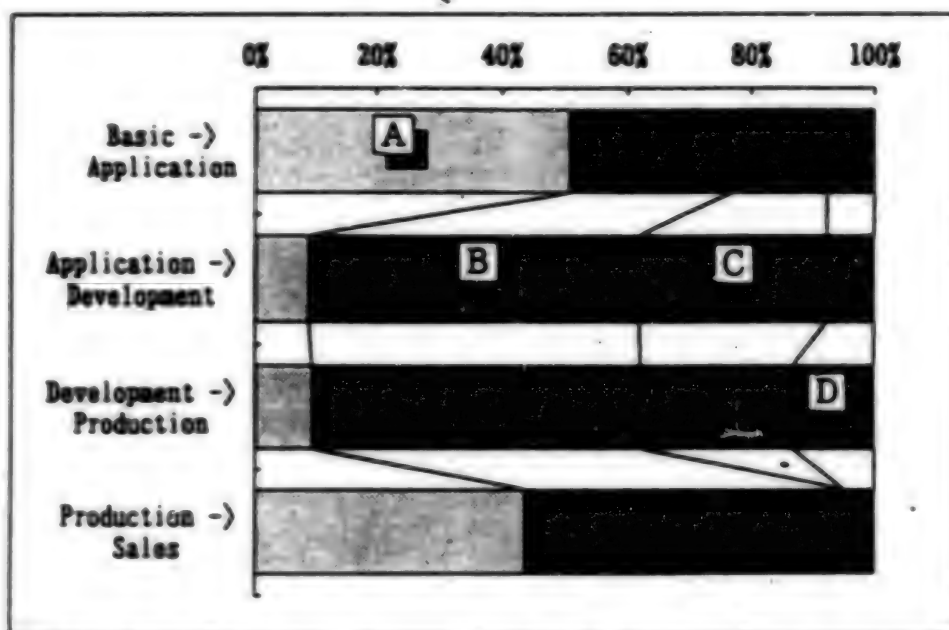 0% 20% 40% 60% 80% 100%
Basic ->
Application
A
Application ->
Development
B C
Development ->
Production
D
Production ->
Sales